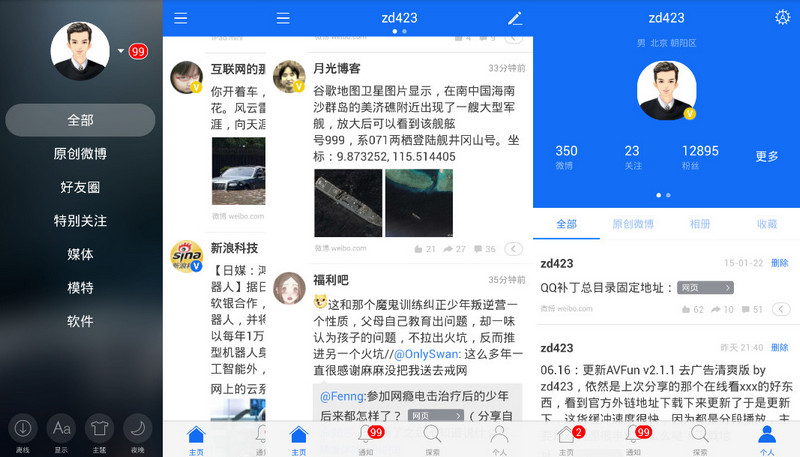 99
全部
原创微博
好友圈
特别关注
媒体
模特
软件
离线
显示
主题
夜晚
互联网的那
你开着车，
花。风云雷
涯，向天涯
微博 weibo.com
新浪科技
【日媒：鸿
器人】据日
软银合作，
器人，并将
以每年1万
型机器人身
工智能外，
网上的云系
主页
通知
zd423
月光博客
33分钟前
谷歌地图卫星图片显示，在南中国海南
沙群岛的美济礁附近出现了一艘大型军
舰，放大后可以看到该舰舷
号999，系071两栖登陆舰井冈山号。坐
标：9.873252, 115.514405
微博 weibo.com
21
27
36
福利吧
35分钟前
这和那个魔鬼训练纠正少年叛逆营一
个性质，父母自己教育出问题，却一味
认为孩子的问题，不拉出火坑，反而推
进另一个火坑//@OnlySwan: 这么多年一
直很感谢麻麻没把我送去戒网
@Fenng:参加网瘾电击治疗后的少年
后来都怎样了？ 网页 （分享自
主页
99
通知
探索
个人
zd423
男 北京 朝阳区
350
微博
23
关注
12895
粉丝
更多
全部
原创微博
相册
收藏
zd423
15-01-22
删除
QQ补丁总目录固定地址： 网页
微博 weibo.com
62
10
51
zd423
昨天 21:40
删除
06.16：更新AVFun v2.1.1 去广告清爽版 by
zd423，依然是上次分享的那个在线看xxx的好东
西，看到官方外链地址下载下来更新了于是更新
下，这货缓冲速度很快，因为都是分段播放，主
2
主页
99
通知
探索
个人